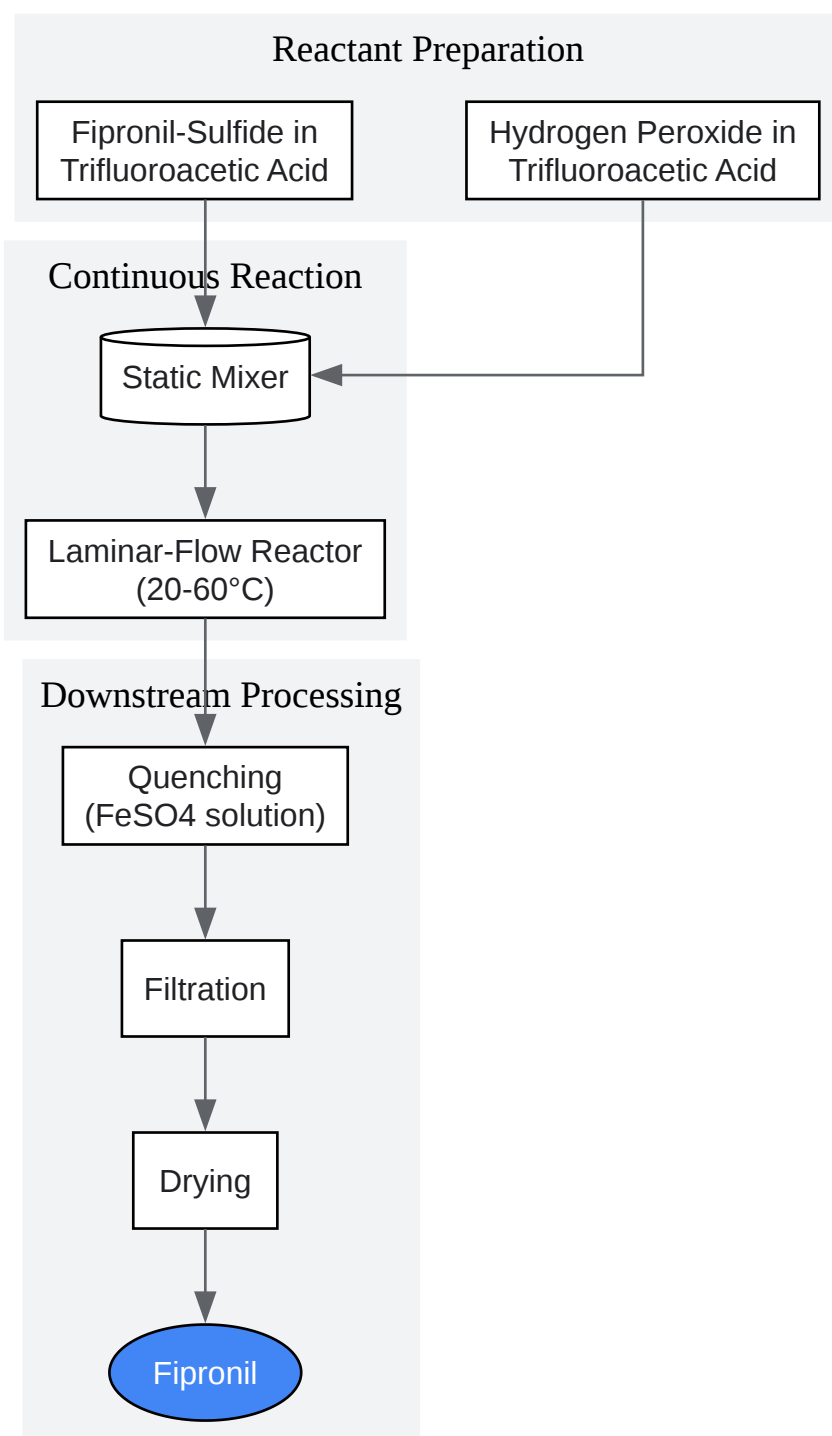 Reactant Preparation
Fipronil-Sulfide in
Trifluoroacetic Acid
Hydrogen Peroxide in
Trifluoroacetic Acid
Continuous Reaction
Static Mixer
Laminar-Flow Reactor
(20-60°C)
Downstream Processing
Quenching
(FeSO4 solution)
Filtration
Drying
Fipronil